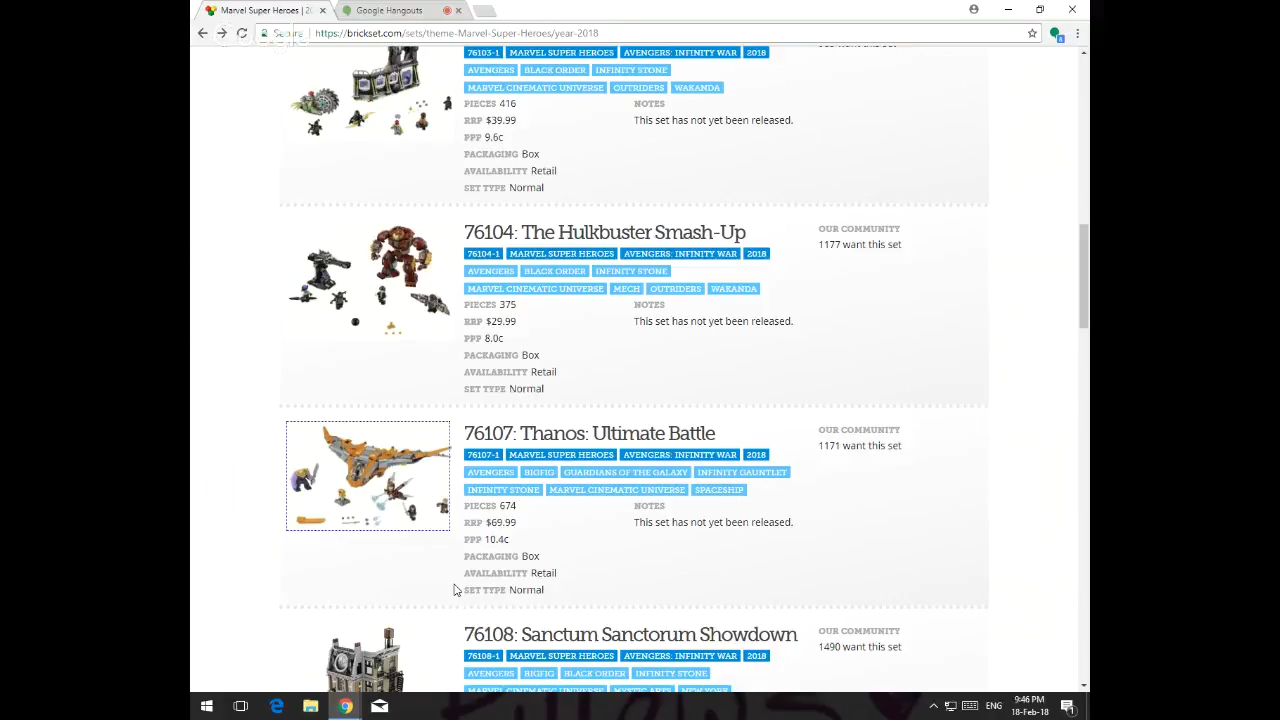 Marvel Super Heroes | 20
Google Hangouts
Secure
https://brickset.com/sets/theme-Marvel-Super-Heroes/year-2018
76103-1 MARVEL SUPER HEROES AVENGERS: INFINITY WAR 2018
AVENGERS BLACK ORDER INFINITY STONE
MARVEL CINEMATIC UNIVERSE OUTRIDERS WAKANDA
PIECES 416
NOTES
RRP $39.99
This set has not yet been released.
PPP 9.6c
PACKAGING Box
AVAILABILITY Retail
SET TYPE Normal
76104: The Hulkbuster Smash-Up
OUR COMMUNITY
1177 want this set
76104-1 MARVEL SUPER HEROES AVENGERS: INFINITY WAR 2018
AVENGERS BLACK ORDER INFINITY STONE
MARVEL CINEMATIC UNIVERSE MECH OUTRIDERS WAKANDA
PIECES 375
NOTES
RRP $29.99
This set has not yet been released.
PPP 8.0c
PACKAGING Box
AVAILABILITY Retail
SET TYPE Normal
76107: Thanos: Ultimate Battle
OUR COMMUNITY
1171 want this set
76107-1 MARVEL SUPER HEROES AVENGERS: INFINITY WAR 2018
AVENGERS BIGFIG GUARDIANS OF THE GALAXY INFINITY GAUNTLET
INFINITY STONE MARVEL CINEMATIC UNIVERSE SPACESHIP
PIECES 674
NOTES
RRP $69.99
This set has not yet been released.
PPP 10.4c
PACKAGING Box
AVAILABILITY Retail
SET TYPE Normal
76108: Sanctum Sanctorum Showdown
OUR COMMUNITY
1490 want this set
76108-1 MARVEL SUPER HEROES AVENGERS: INFINITY WAR 2018
AVENGERS BIGFIG BLACK ORDER INFINITY STONE
MARVEL CINEMATIC UNIVERSE MYSTIC ARTS NEW YORK
ENG
9:46 PM
18-Feb-18